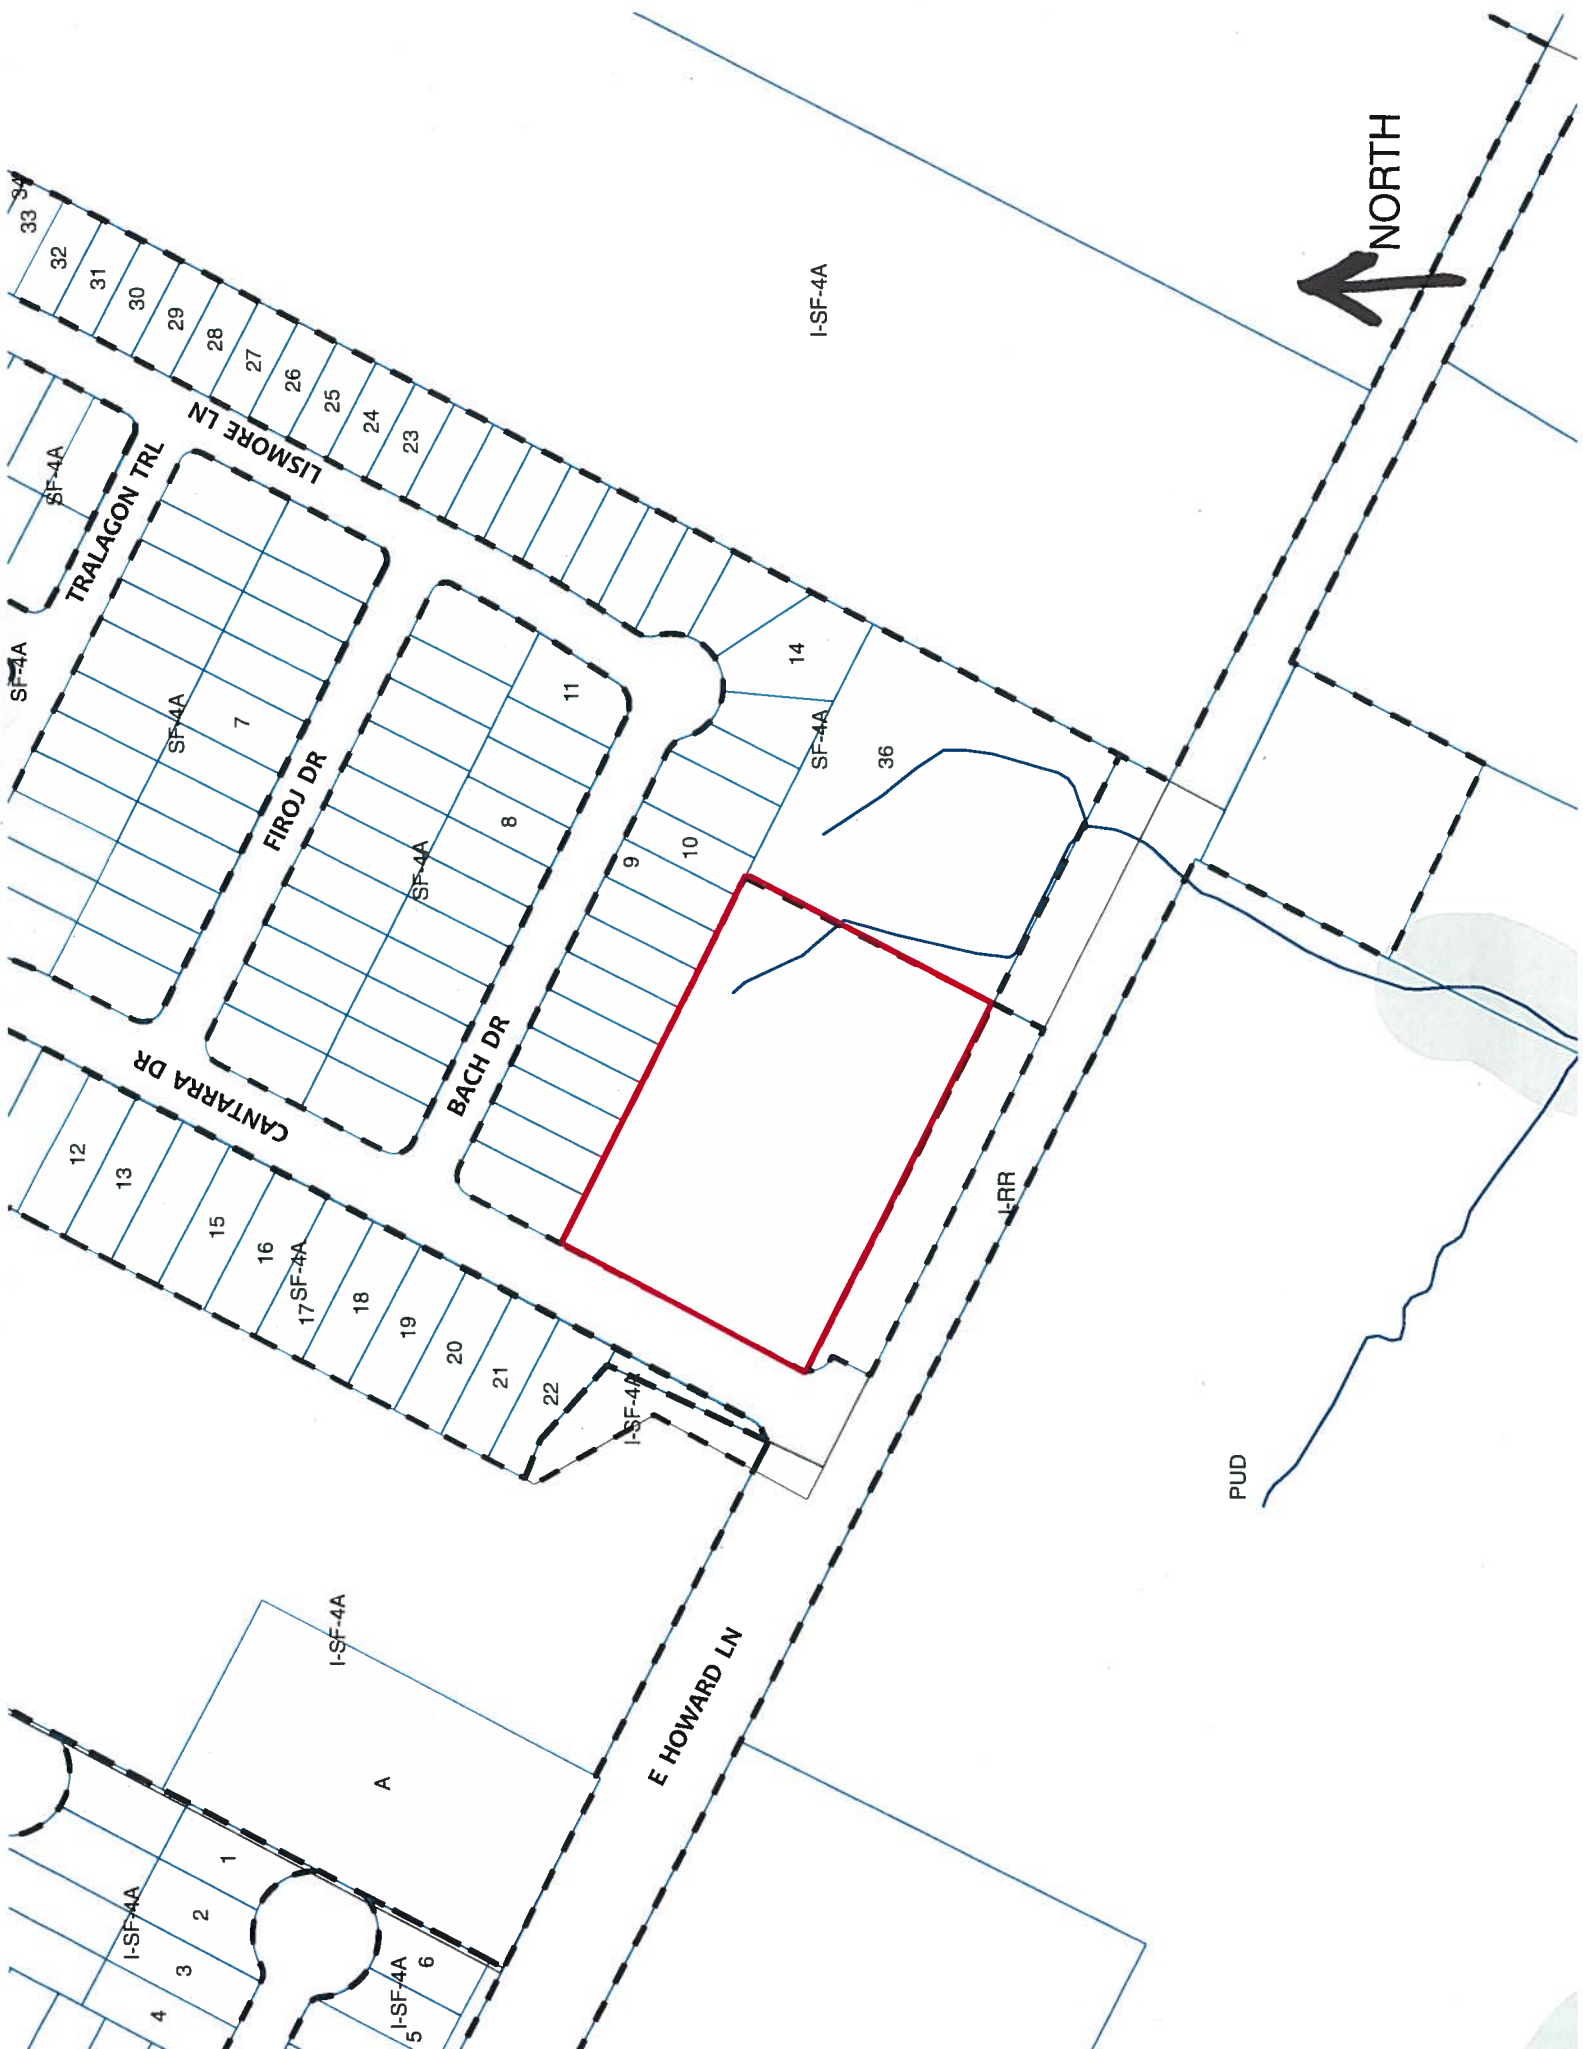 34
33
32
31
30
29
28
27
26
25
24
23
LISMORE LN
SF-4A
TRALAGON TRL
SF-4A
SF-4A
7
FIROJ DR
11
8
SF-4A
14
SF-4A
36
9
10
BACH DR
CANTARRA DR
12
13
15
16
SF-4A
17
18
19
20
21
22
I-SF-4A
I-SF-4A
NORTH
I-RR
PUD
E HOWARD LN
I-SF-4A
A
1
2
3
4
I-SF-4A
6
I-SF-4A
5